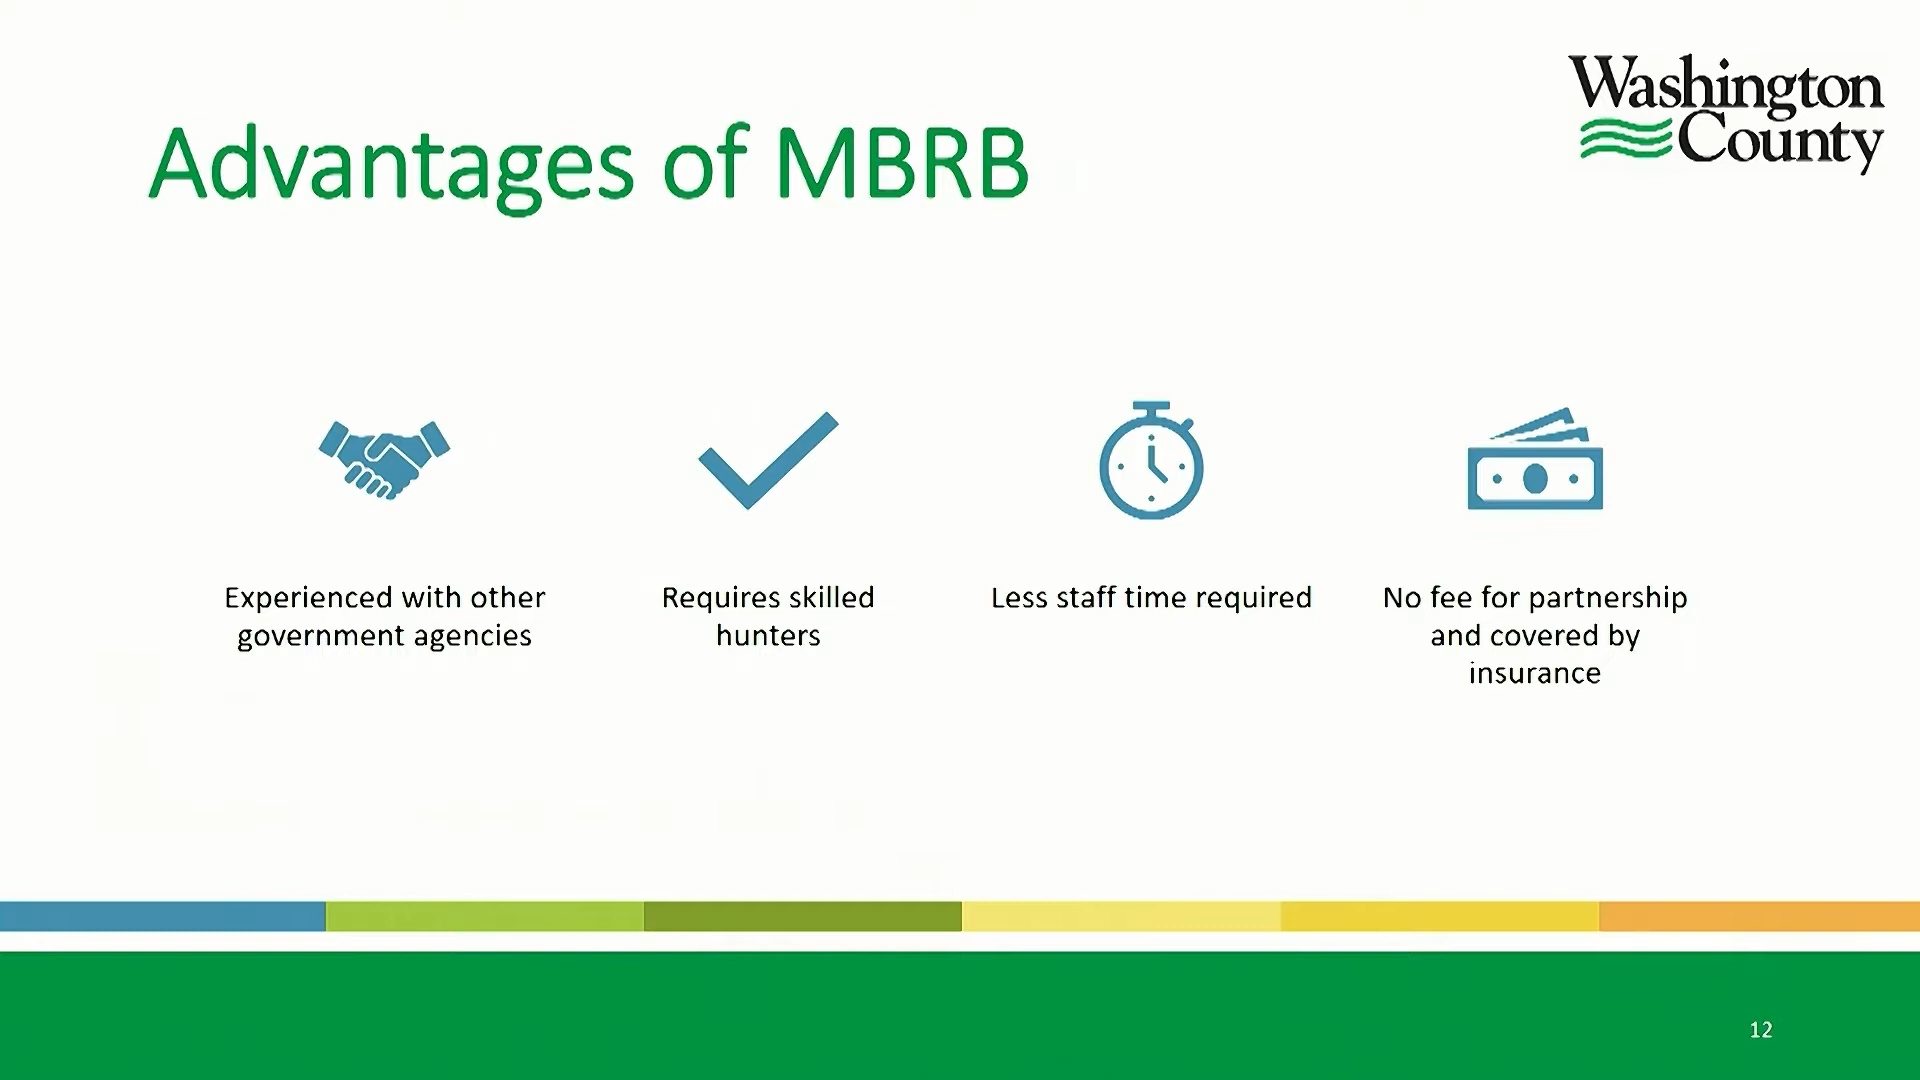 Washington
County
Advantages of MBRB
Experienced with other
government agencies
Requires skilled
hunters
Less staff time required
No fee for partnership
and covered by
insurance
12